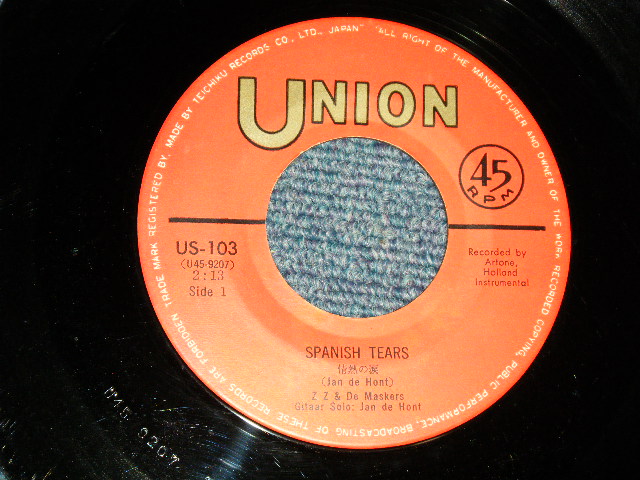 TRADE MARK REGISTERED BY. MADE BY TEICHIKU RECORDS CO., LTD., JAPAN" "ALL RIGHT OF THE MANUFACTURER AND OWNER OF THE WORK RECORDED COPYING, PUBLIC PERFORMANCE, BROADCASTING OF THESE RECORDS ARE FORBIDDEN
UNION
45
RPM
US-103
(U45-9207)
2:13
Side 1
Recorded by
Artone,
Holland
Instrumental
SPANISH TEARS
の涙
(Jan de Hont)
Z Z & De Maskers
Gitaar Solo: Jan de Hont
U45-9207